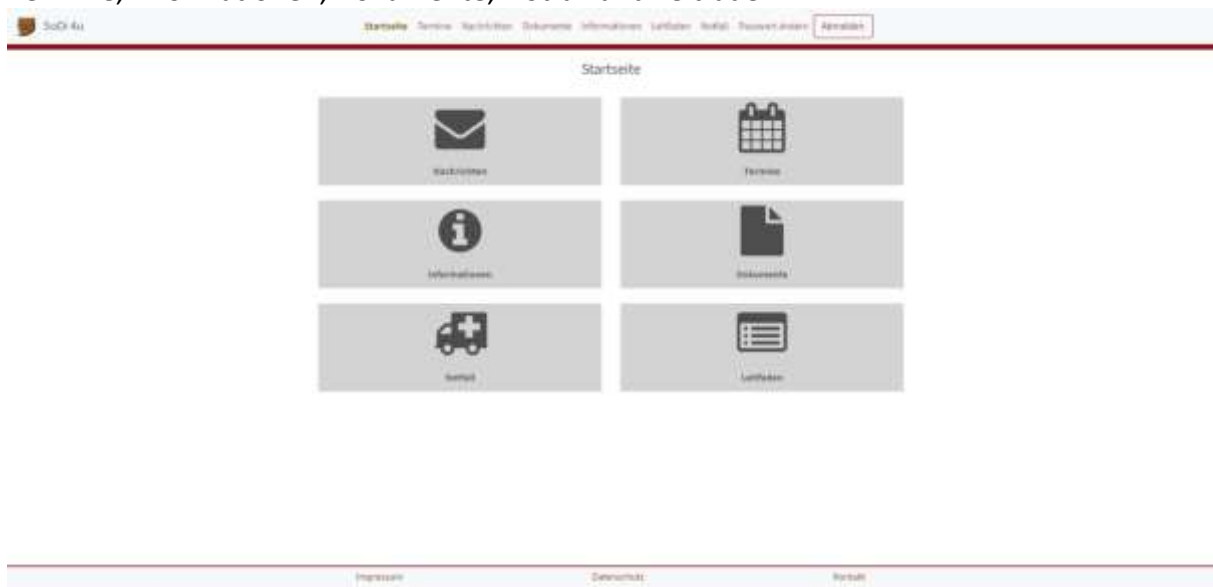 SoDi 4u
Startseite Termine Nachrichten Dokumente Informationen Leitfaden Notfall Passwort ändern Abmelden
Startseite
Nachrichten Termine
Informationen Dokumente
Notfall Leitfaden
Impressum Datenschutz Kontakt